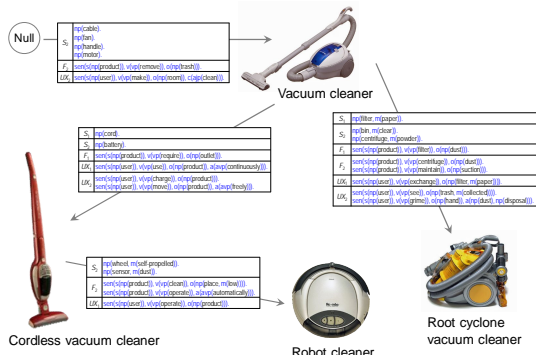 Null
S₂
np(cable).
np(fan).
np(handle).
np(motor).
F₂ sen(s(np(product)), v(vp(remove)), o(np(trash))).
UX₂ sen(s(np(user)), v(vp(make)), o(np(room)), c(ajp(clean))).
Vacuum cleaner
S₁ np(cord).
S₂ np(battery).
F₁ sen(s(np(product)), v(vp(require)), o(np(outlet))).
UX₁ sen(s(np(user)), v(vp(use)), o(np(product)), a(avp(continuously))).
UX₂
sen(s(np(user)), v(vp(charge)), o(np(product))).
sen(s(np(user)), v(vp(move)), o(np(product)), a(avp(freely))).
S₁ np(filter, m(paper)).
S₂
np(bin, m(clear)).
np(centrifuge, m(powder)).
F₁ sen(s(np(product)), v(vp(filter)), o(np(dust))).
F₂
sen(s(np(product)), v(vp(centrifuge)), o(np(dust))).
sen(s(np(product)), v(vp(maintain)), o(np(suction))).
UX₁ sen(s(np(user)), v(vp(exchange)), o(np(filter, m(paper)))).
UX₂
sen(s(np(user)), v(vp(see)), o(np(trash, m(collected)))).
sen(s(np(user)), v(vp(grime)), o(np(hand)), a(np(dust), np(disposal))).
S₂
np(wheel, m(self-propelled)).
np(sensor, m(dust)).
F₂
sen(s(np(product)), v(vp(clean)), o(np(place, m(low)))).
sen(s(np(product)), v(vp(operate)), a(avp(automatically))).
UX₁ sen(s(np(user)), v(vp(operate)), o(np(product))).
Cordless vacuum cleaner
Robot cleaner
Root cyclone
vacuum cleaner